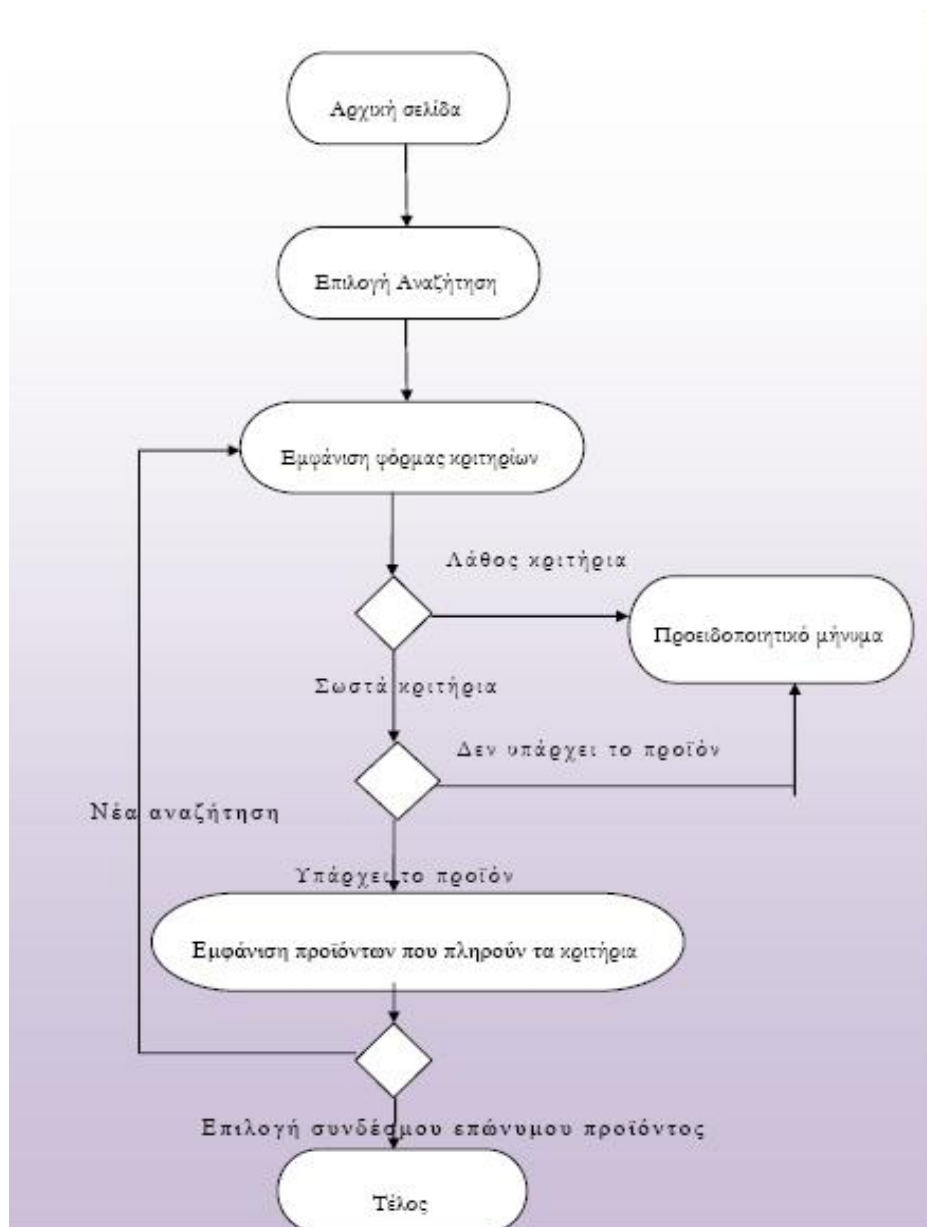 Αρχική σελίδα
Επιλογή Αναζήτηση
Εμφάνιση φόρμας κριτηρίων
Λάθος κριτήρια
Προειδοποιητικό μήνυμα
Σωστά κριτήρια
Δεν υπάρχει το προϊόν
Νέα αναζήτηση
Υπάρχει το προϊόν
Εμφάνιση προϊόντων που πληρούν τα κριτήρια
Επιλογή συνδέσμου επώνυμου προϊόντος
Τέλος